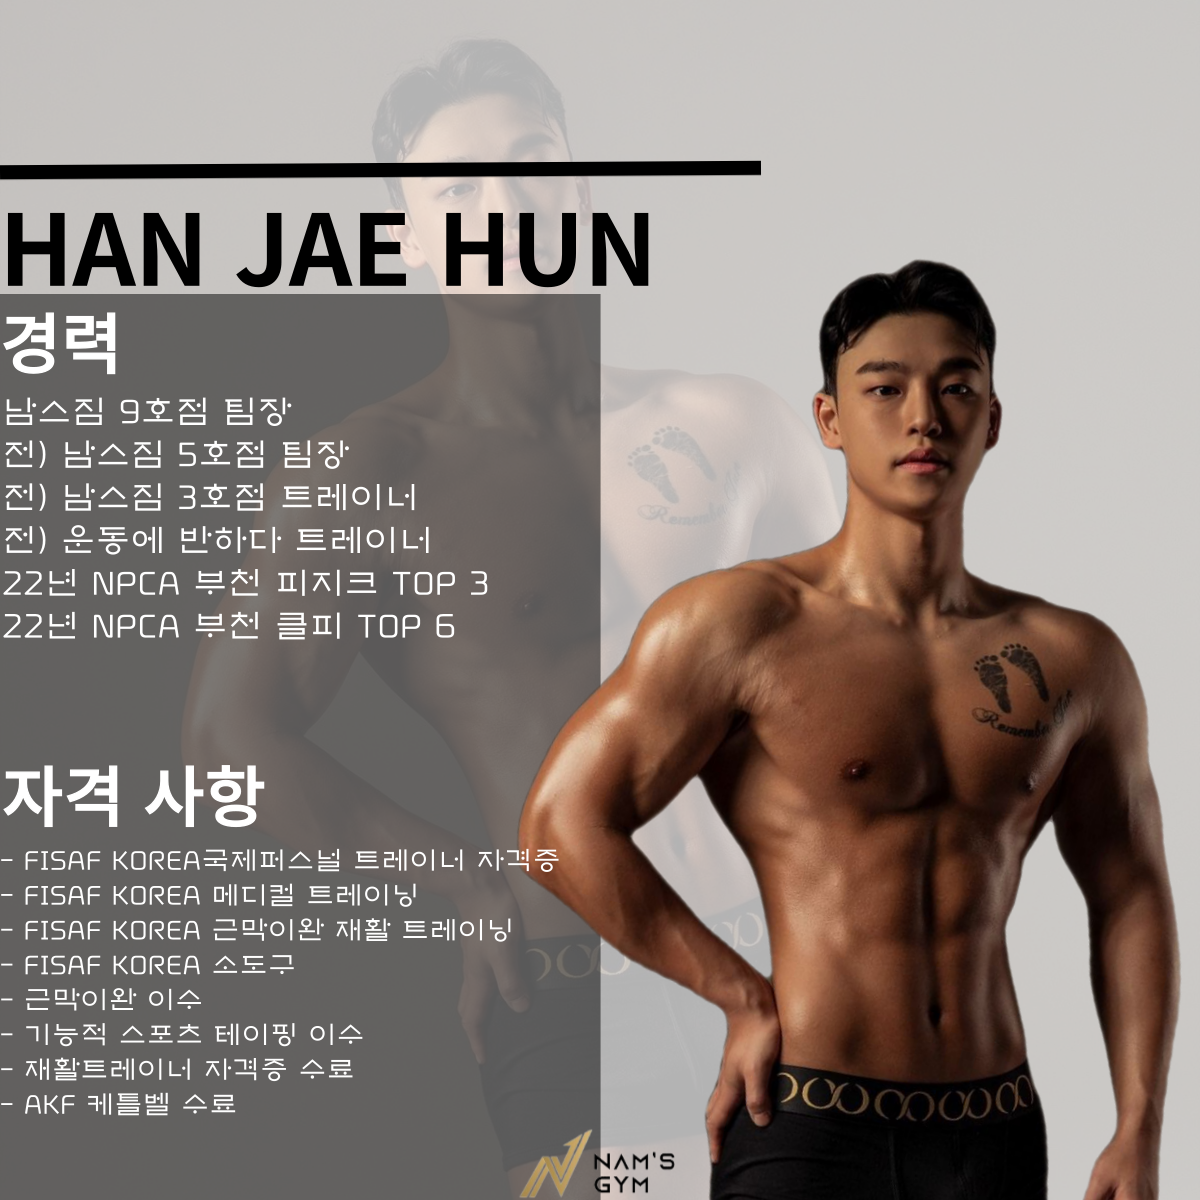 HAN JAE HUN
경력
남스짐 9호점 팀장
전) 남스짐 5호점 팀장
전) 남스짐 3호점 트레이너
전) 운동에 반하다 트레이너
22년 NPCA 부천 피지크 TOP 3
22년 NPCA 부천 클피 TOP 6
자격 사항
- FISAF KOREA국제퍼스널 트레이너 자격증
- FISAF KOREA 메디컬 트레이닝
- FISAF KOREA 근막이완 재활 트레이닝
- FISAF KOREA 소도구
- 근막이완 이수
- 기능적 스포츠 테이핑 이수
- 재활트레이너 자격증 수료
- AKF 케틀벨 수료
Remember
NAM'S
GYM